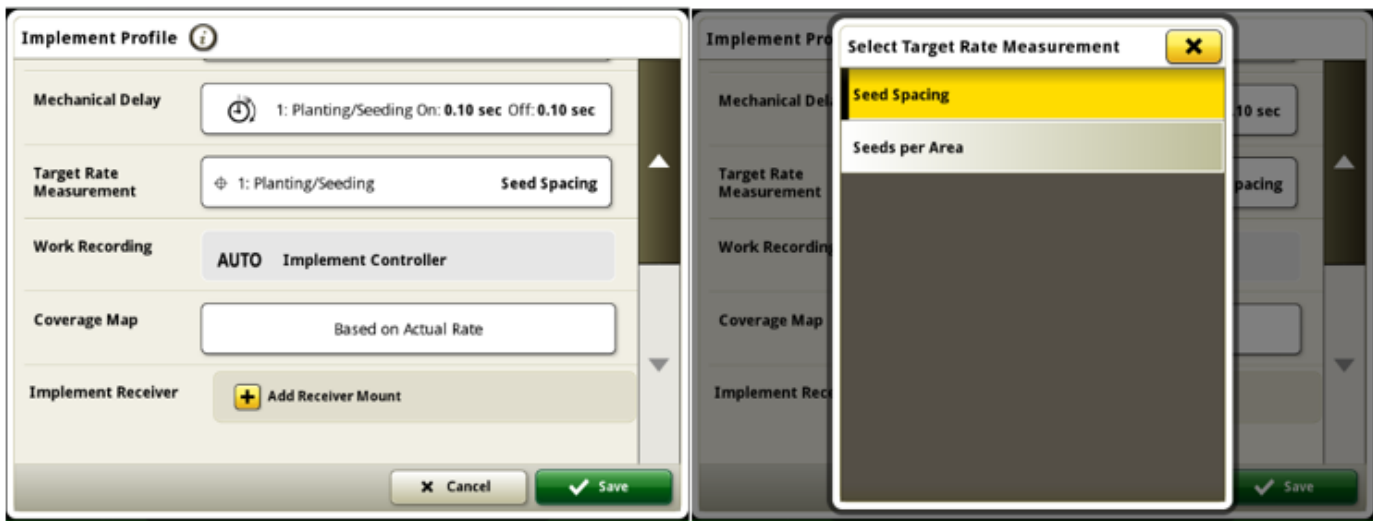 Implement Profile i
Mechanical Delay
1: Planting/Seeding On: 0.10 sec Off: 0.10 sec
Target Rate
Measurement
1: Planting/Seeding Seed Spacing
Work Recording
AUTO Implement Controller
Coverage Map
Based on Actual Rate
Implement Receiver
Add Receiver Mount
Cancel
Save
Implement Pro
Mechanical Del
.10 sec
Target Rate
Measurement
pacing
Work Recording
Coverage Map
Implement Rece
Save
Select Target Rate Measurement
Seed Spacing
Seeds per Area